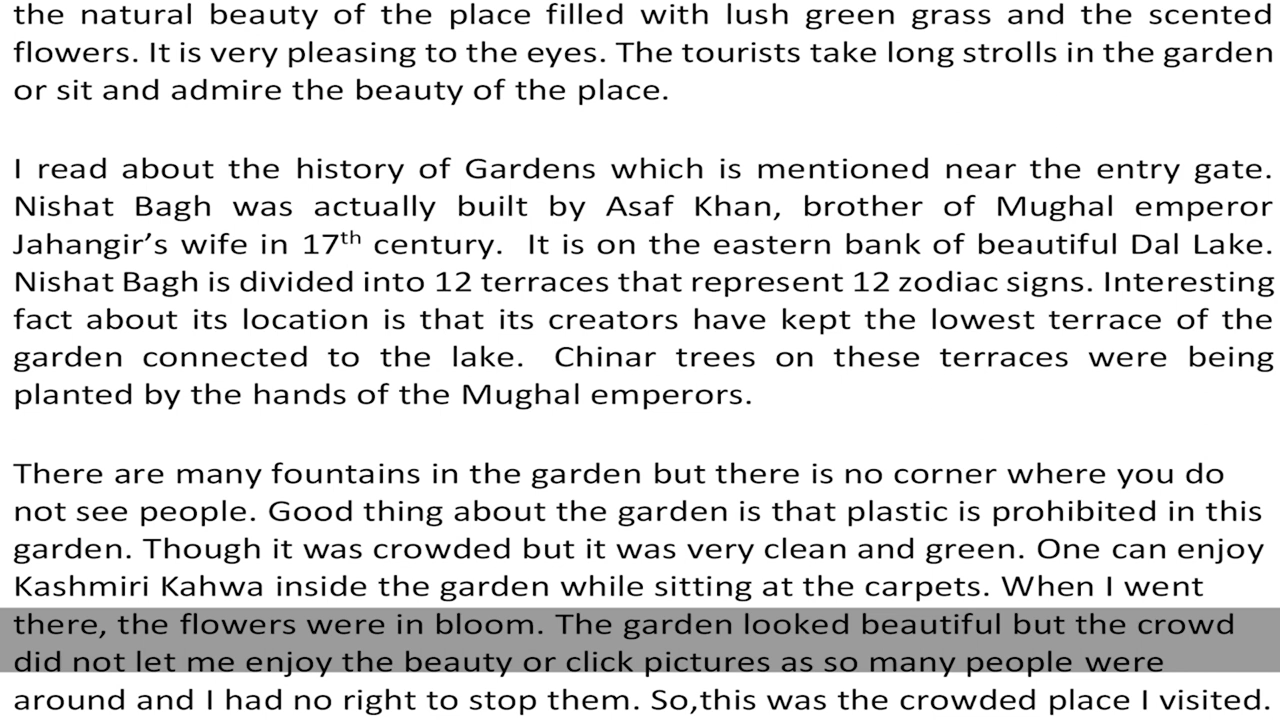 the natural beauty of the place filled with lush green grass and the scented
flowers. It is very pleasing to the eyes. The tourists take long strolls in the garden
or sit and admire the beauty of the place.
I read about the history of Gardens which is mentioned near the entry gate.
Nishat Bagh was actually built by Asaf Khan, brother of Mughal emperor
Jahangir’s wife in 17th century.  It is on the eastern bank of beautiful Dal Lake.
Nishat Bagh is divided into 12 terraces that represent 12 zodiac signs. Interesting
fact about its location is that its creators have kept the lowest terrace of the
garden connected to the lake.  Chinar trees on these terraces were being
planted by the hands of the Mughal emperors.
There are many fountains in the garden but there is no corner where you do
not see people. Good thing about the garden is that plastic is prohibited in this
garden. Though it was crowded but it was very clean and green. One can enjoy
Kashmiri Kahwa inside the garden while sitting at the carpets. When I went
there, the flowers were in bloom. The garden looked beautiful but the crowd
did not let me enjoy the beauty or click pictures as so many people were
around and I had no right to stop them. So,this was the crowded place I visited.